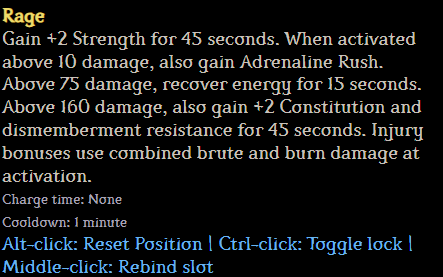 Rage
Gain +2 Strength for 45 seconds. When activated
above 10 damage, also gain Adrenaline Rush.
Above 75 damage, recover energy for 15 seconds.
Above 160 damage, also gain +2 Constitution and
dismemberment resistance for 45 seconds. Injury
bonuses use combined brute and burn damage at
activation.
Charge time: None
Cooldown: 1 minute
Alt-click: Reset Position | Ctrl-click: Toggle lock |
Middle-click: Rebind slot